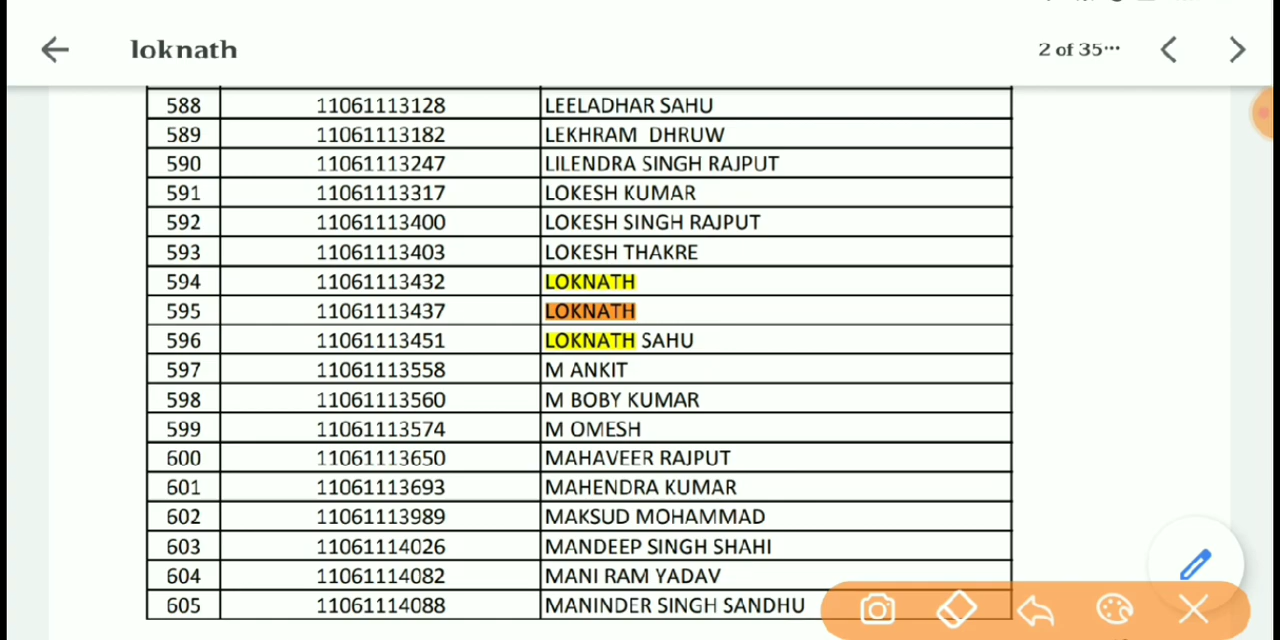 loknath 2 of 35…
588 11061113128 LEELADHAR SAHU
589 11061113182 LEKHRAM DHRUW
590 11061113247 LILENDRA SINGH RAJPUT
591 11061113317 LOKESH KUMAR
592 11061113400 LOKESH SINGH RAJPUT
593 11061113403 LOKESH THAKRE
594 11061113432 LOKNATH
595 11061113437 LOKNATH
596 11061113451 LOKNATH SAHU
597 11061113558 M ANKIT
598 11061113560 M BOBY KUMAR
599 11061113574 M OMESH
600 11061113650 MAHAVEER RAJPUT
601 11061113693 MAHENDRA KUMAR
602 11061113989 MAKSUD MOHAMMAD
603 11061114026 MANDEEP SINGH SHAHI
604 11061114082 MANI RAM YADAV
605 11061114088 MANINDER SINGH SANDHU